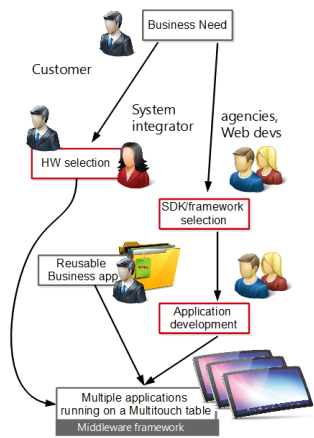 Business Need
Customer
System
integrator
agencies,
Web devs
HW selection
SDK/framework
selection
Reusable
Business app
Application
development
Multiple applications
running on a Multitouch table
Middleware framework